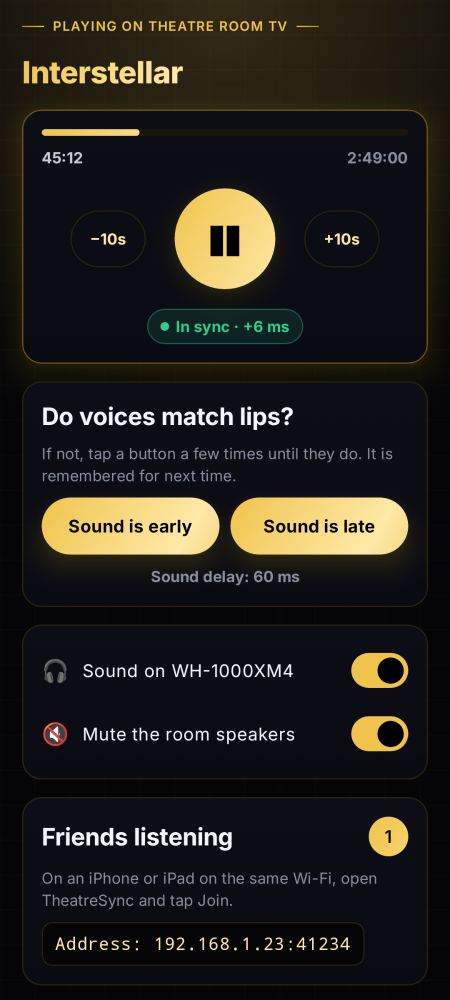 PLAYING ON THEATRE ROOM TV
Interstellar
45:12
2:49:00
−10s
+10s
In sync · +6 ms
Do voices match lips?
If not, tap a button a few times until they do. It is
remembered for next time.
Sound is early
Sound is late
Sound delay: 60 ms
Sound on WH-1000XM4
Mute the room speakers
Friends listening
1
On an iPhone or iPad on the same Wi-Fi, open
TheatreSync and tap Join.
Address: 192.168.1.23:41234